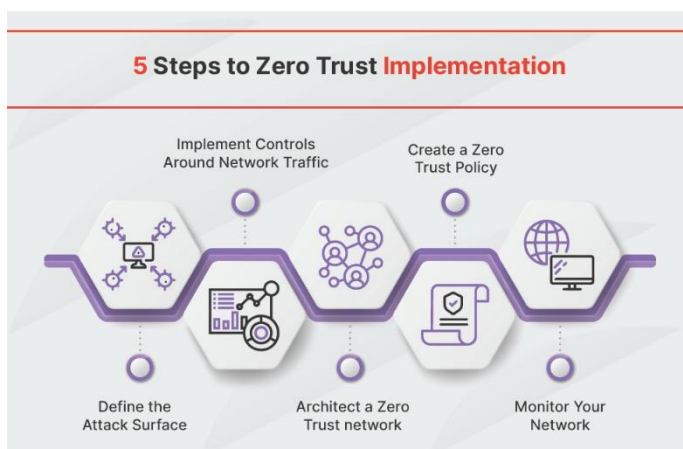 5 Steps to Zero Trust Implementation
Implement Controls
Around Network Traffic
Create a Zero
Trust Policy
Define the
Attack Surface
Architect a Zero
Trust network
Monitor Your
Network